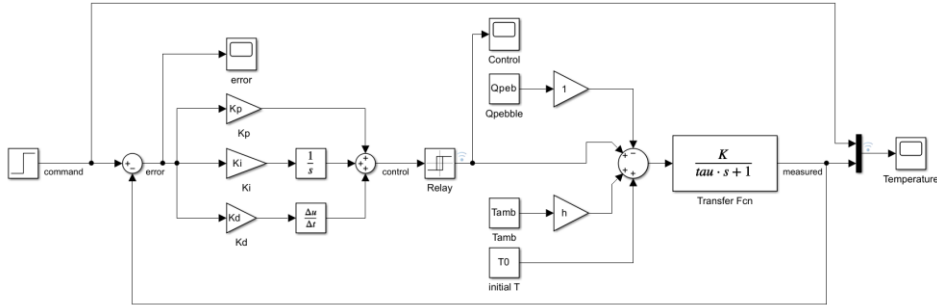 error
Kp
Kp
command
error
Ki
Ki
1
s
control
Relay
Kd
Kd
Δu
Δt
Control
Qpeb
Qpebble
1
Tamb
Tamb
h
T0
initial T
K
tau · s + 1
Transfer Fcn
measured
Temperature